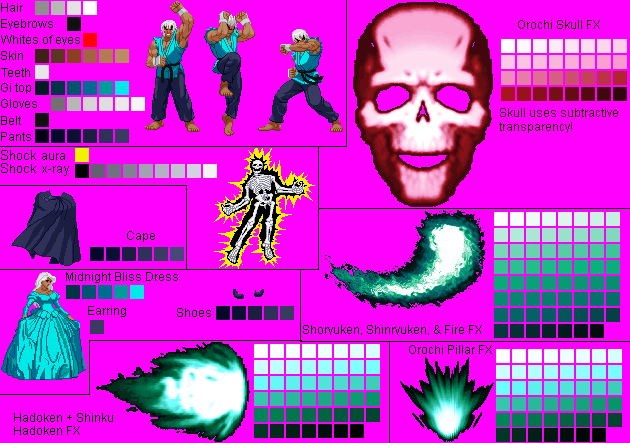 Hair
Eyebrows
Whites of eyes
Skin
Teeth
Gi top
Gloves
Belt
Pants
Shock aura
Shock x-ray
Orochi Skull FX
Skull uses subtractive
transparency!
Cape
Midnight Bliss Dress
Earring
Shoes
Shoryuken, Shinryuken, & Fire FX
Hadoken + Shinku
Hadoken FX
Orochi Pillar FX